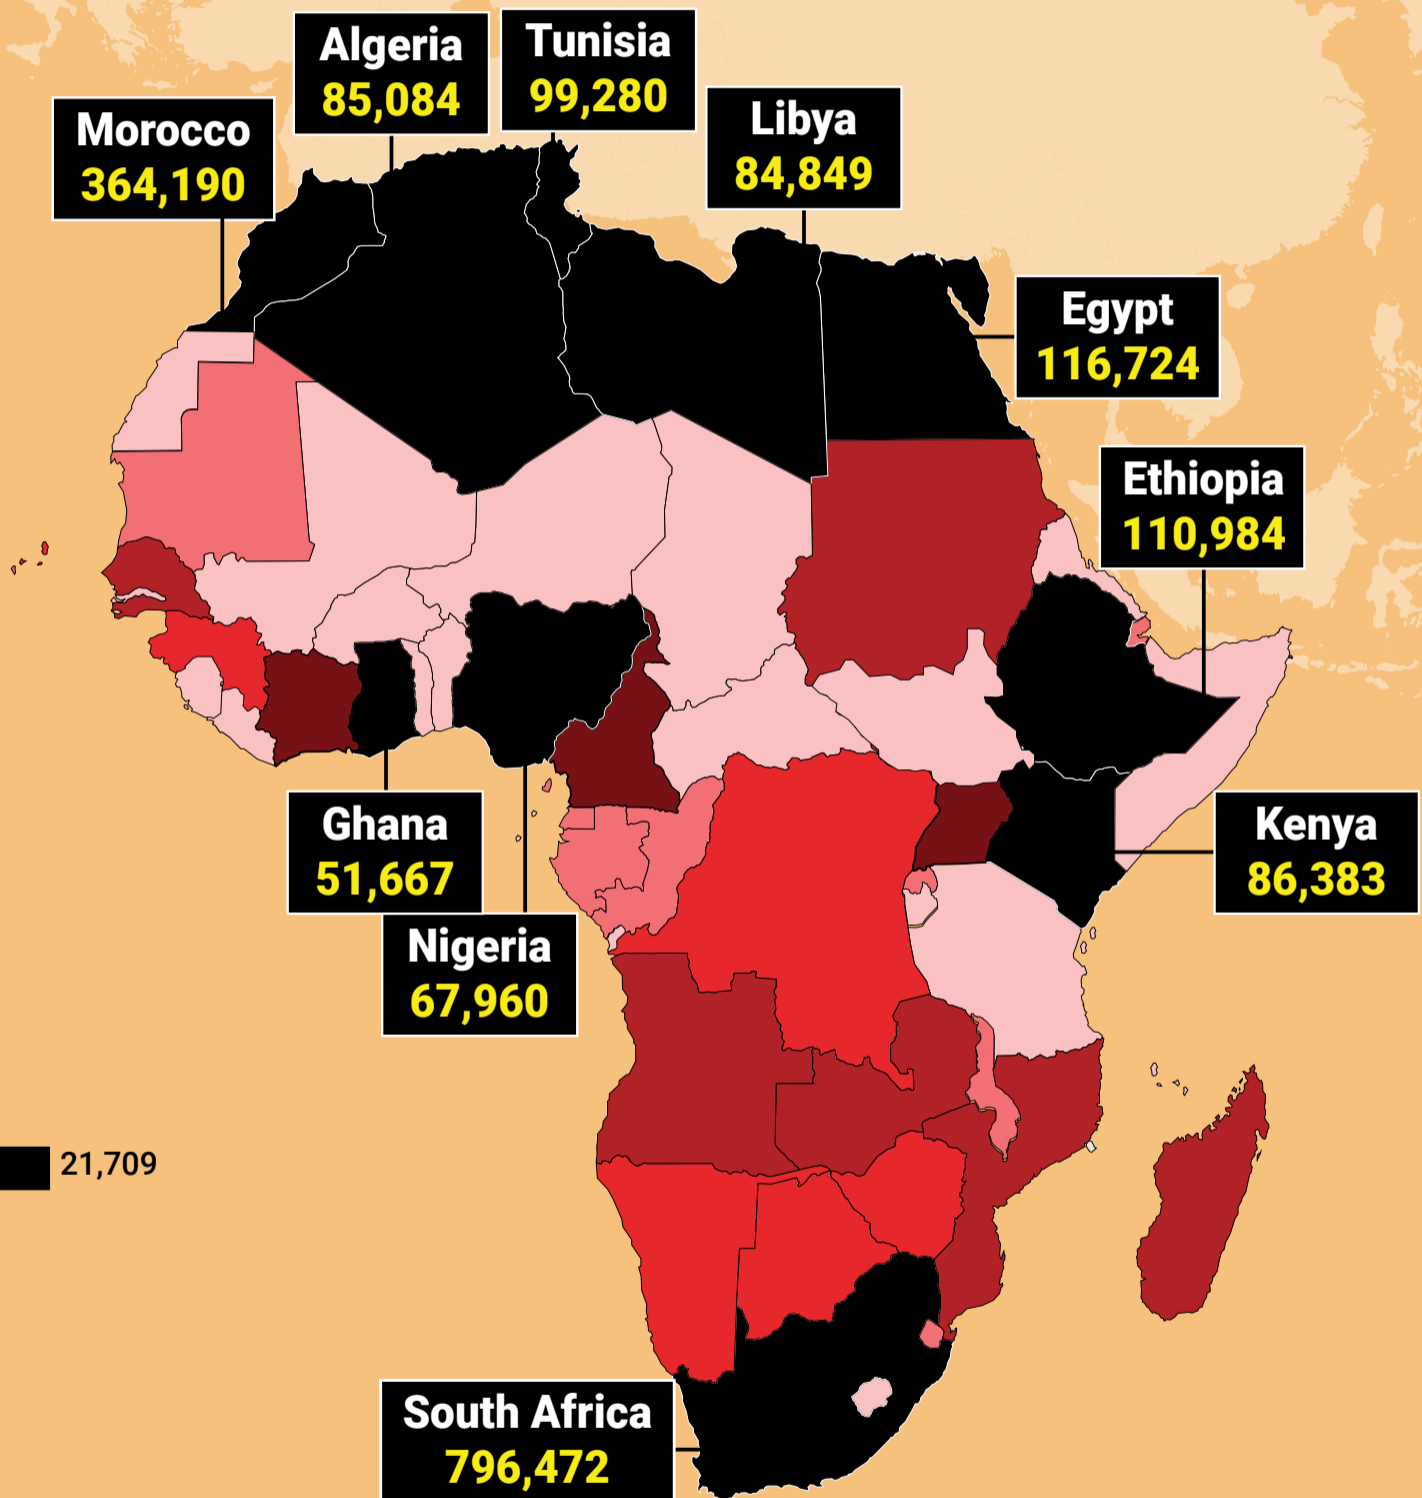 Algeria
85,084
Tunisia
99,280
Morocco
364,190
Libya
84,849
Egypt
116,724
Ethiopia
110,984
Ghana
51,667
Kenya
86,383
Nigeria
67,960
21,709
South Africa
796,472